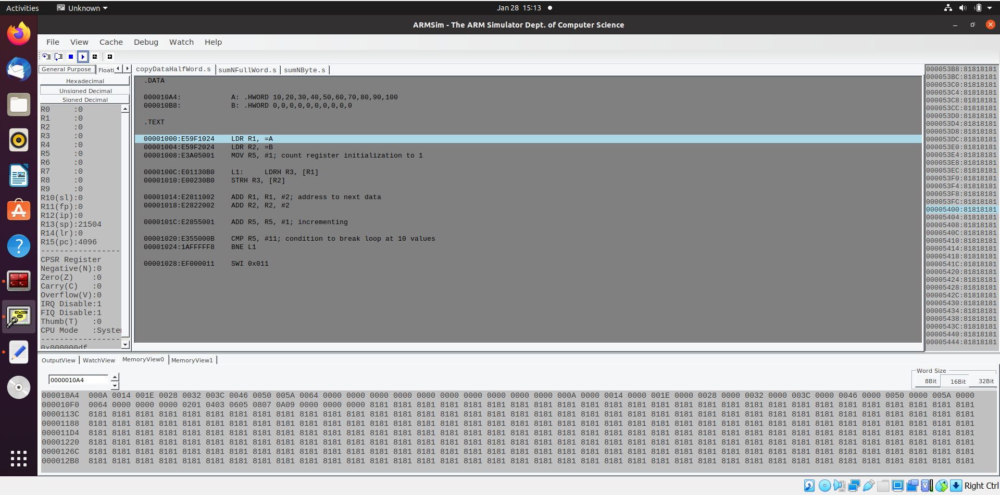 Activities Unknown Jan 28 15:13
ARMSim - The ARM Simulator Dept. of Computer Science
File View Cache Debug Watch Help
General Purpose Floati copyDataHalfWord.s sumNFullWord.s sumNByte.s
Hexadecimal
Unsigned Decimal
Signed Decimal
R0 :0
R1 :0
R2 :0
R3 :0
R4 :0
R5 :0
R6 :0
R7 :0
R8 :0
R9 :0
R10(sl):0
R11(fp):0
R12(ip):0
R13(sp):21504
R14(lr):0
R15(pc):4096
-----------------
CPSR Register
Negative(N):0
Zero(Z) :0
Carry(C) :0
Overflow(V):0
IRQ Disable:1
FIQ Disable:1
Thumb(T) :0
CPU Mode :System
-----------------
0x000000df
.DATA
000010A4: A: .HWORD 10,20,30,40,50,60,70,80,90,100
000010B8: B: .HWORD 0,0,0,0,0,0,0,0,0,0
.TEXT
00001000:E59F1024 LDR R1, =A
00001004:E59F2024 LDR R2, =B
00001008:E3A05001 MOV R5, #1; count register initialization to 1
0000100C:E01130B0 L1: LDRH R3, [R1]
00001010:E00230B0 STRH R3, [R2]
00001014:E2811002 ADD R1, R1, #2; address to next data
00001018:E2822002 ADD R2, R2, #2
0000101C:E2855001 ADD R5, R5, #1; incrementing
00001020:E355000B CMP R5, #11; condition to break loop at 10 values
00001024:1AFFFFF8 BNE L1
00001028:EF000011 SWI 0x011
000053B8:81818181
000053BC:81818181
000053C0:81818181
000053C4:81818181
000053C8:81818181
000053CC:81818181
000053D0:81818181
000053D4:81818181
000053D8:81818181
000053DC:81818181
000053E0:81818181
000053E4:81818181
000053E8:81818181
000053EC:81818181
000053F0:81818181
000053F4:81818181
000053F8:81818181
000053FC:81818181
00005400:81818181
00005404:81818181
00005408:81818181
0000540C:81818181
00005410:81818181
00005414:81818181
00005418:81818181
0000541C:81818181
00005420:81818181
00005424:81818181
00005428:81818181
0000542C:81818181
00005430:81818181
00005434:81818181
00005438:81818181
0000543C:81818181
00005440:81818181
00005444:81818181
OutputView WatchView MemoryView0 MemoryView1
000010A4
Word Size
8Bit 16Bit 32Bit
000010A4 000A 0014 001E 0028 0032 003C 0046 0050 005A 0064 0000 0000 0000 0000 0000 0000 0000 0000 0000 0000 000A 0000 0014 0000 001E 0000 0028 0000 0032 0000 003C 0000 0046 0000 0050 0000 005A 0000
000010F0 0064 0000 0000 0000 0201 0403 0605 0807 0A09 0000 0000 0000 8181 8181 8181 8181 8181 8181 8181 8181 8181 8181 8181 8181 8181 8181 8181 8181 8181 8181 8181 8181 8181 8181 8181 8181 8181 8181
0000113C 8181 8181 8181 8181 8181 8181 8181 8181 8181 8181 8181 8181 8181 8181 8181 8181 8181 8181 8181 8181 8181 8181 8181 8181 8181 8181 8181 8181 8181 8181 8181 8181 8181 8181 8181 8181 8181 8181
00001188 8181 8181 8181 8181 8181 8181 8181 8181 8181 8181 8181 8181 8181 8181 8181 8181 8181 8181 8181 8181 8181 8181 8181 8181 8181 8181 8181 8181 8181 8181 8181 8181 8181 8181 8181 8181 8181 8181
000011D4 8181 8181 8181 8181 8181 8181 8181 8181 8181 8181 8181 8181 8181 8181 8181 8181 8181 8181 8181 8181 8181 8181 8181 8181 8181 8181 8181 8181 8181 8181 8181 8181 8181 8181 8181 8181 8181 8181
00001220 8181 8181 8181 8181 8181 8181 8181 8181 8181 8181 8181 8181 8181 8181 8181 8181 8181 8181 8181 8181 8181 8181 8181 8181 8181 8181 8181 8181 8181 8181 8181 8181 8181 8181 8181 8181 8181 8181
0000126C 8181 8181 8181 8181 8181 8181 8181 8181 8181 8181 8181 8181 8181 8181 8181 8181 8181 8181 8181 8181 8181 8181 8181 8181 8181 8181 8181 8181 8181 8181 8181 8181 8181 8181 8181 8181 8181 8181
000012B8 8181 8181 8181 8181 8181 8181 8181 8181 8181 8181 8181 8181 8181 8181 8181 8181 8181 8181 8181 8181 8181 8181 8181 8181 8181 8181 8181 8181 8181 8181 8181 8181 8181 8181 8181 8181 8181 8181
Right Ctrl